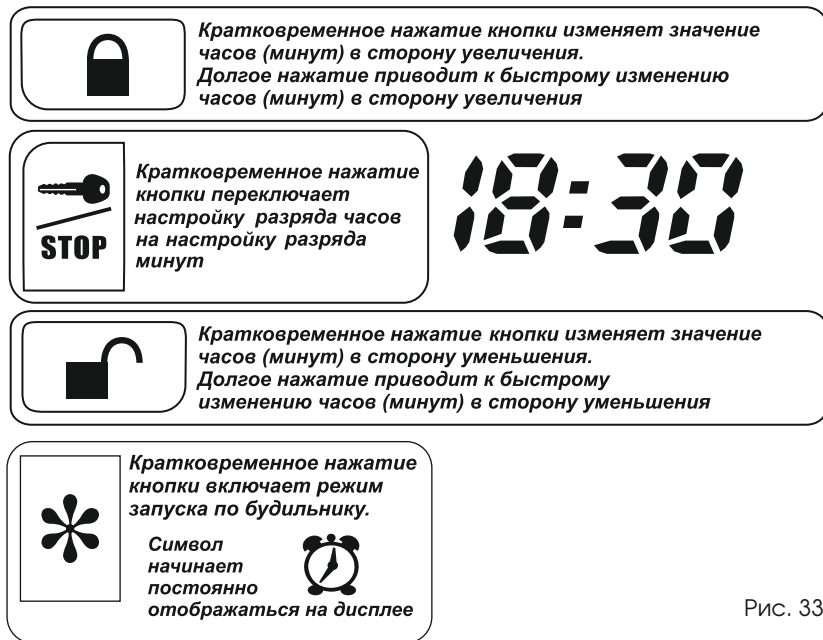 Кратковременное нажатие кнопки изменяет значение
часов (минут) в сторону увеличения.
Долгое нажатие приводит к быстрому изменению
часов (минут) в сторону увеличения
STOP
Кратковременное нажатие
кнопки переключает
настройку разряда часов
на настройку разряда
минут
18:30
Кратковременное нажатие кнопки изменяет значение
часов (минут) в сторону уменьшения.
Долгое нажатие приводит к быстрому
изменению часов (минут) в сторону уменьшения
*
Кратковременное нажатие
кнопки включает режим
запуска по будильнику.
Символ
начинает
постоянно
отображаться на дисплее
Рис. 33